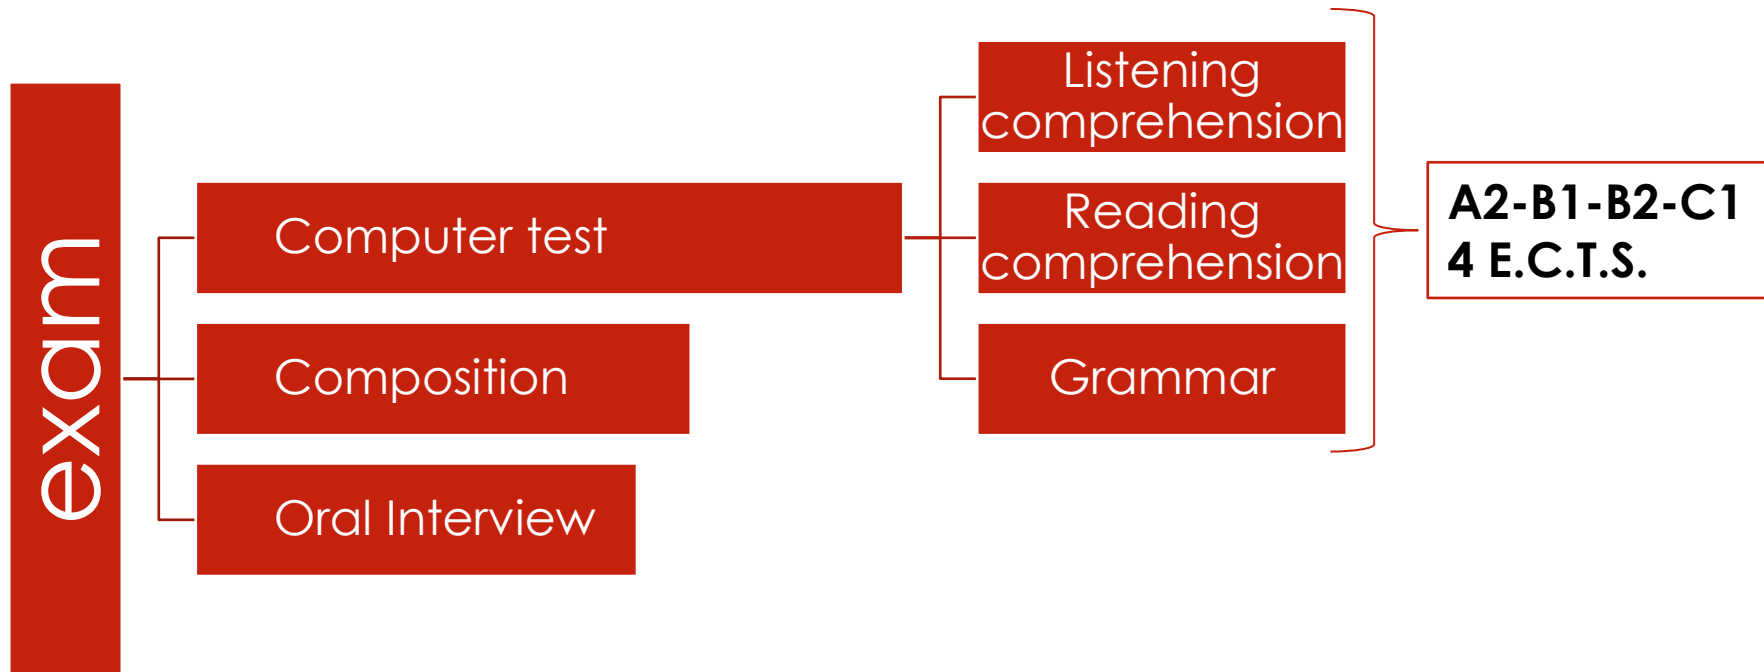 exam
Computer test
Composition
Oral Interview
Listening
comprehension
Reading
comprehension
Grammar
A2-B1-B2-C1
4 E.C.T.S.